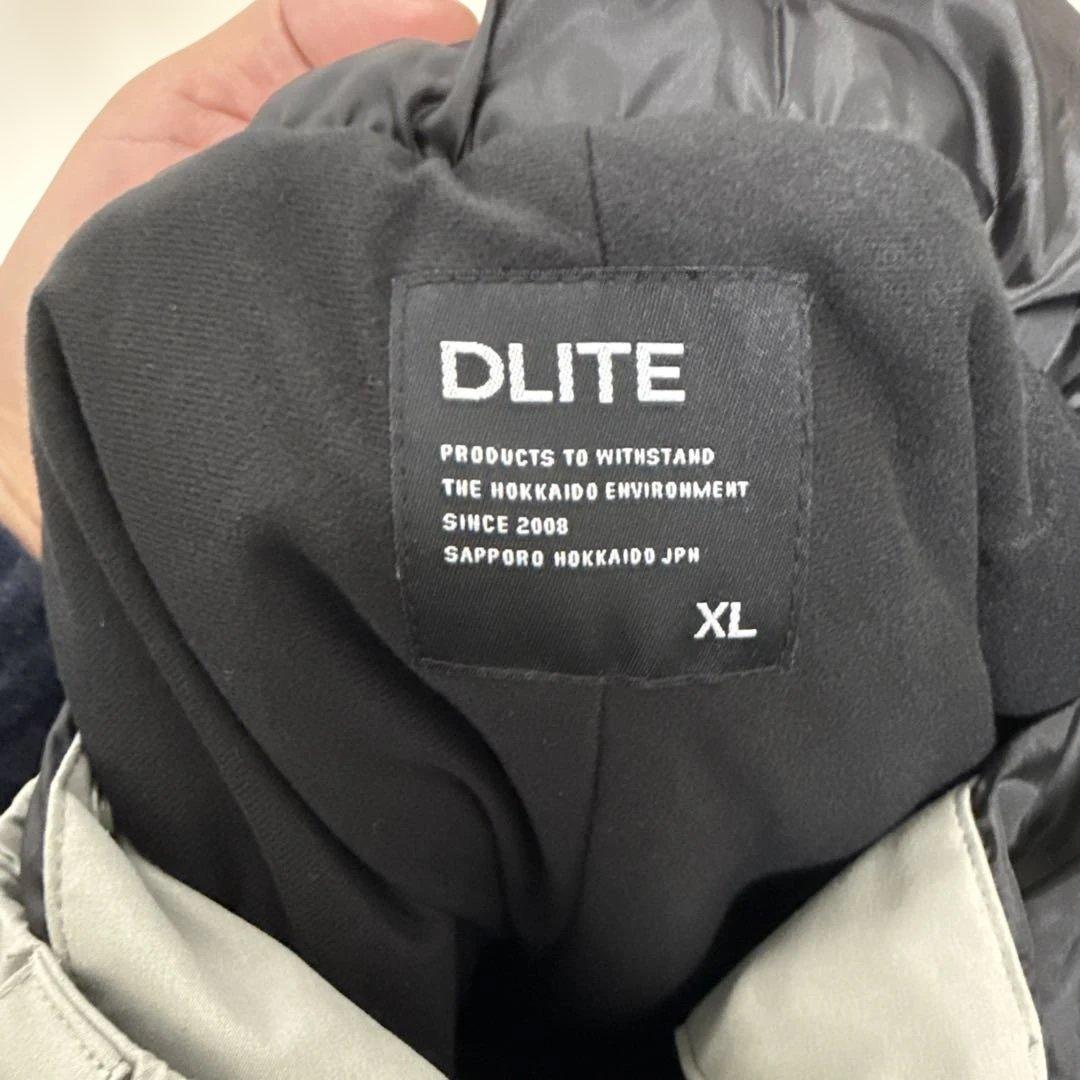 DLITE
PRODUCTS TO WITHSTAND
THE HOKKAIDO ENVIRONMENT
SINCE 2008
SAPPORO HOKKAIDO JPN
XL